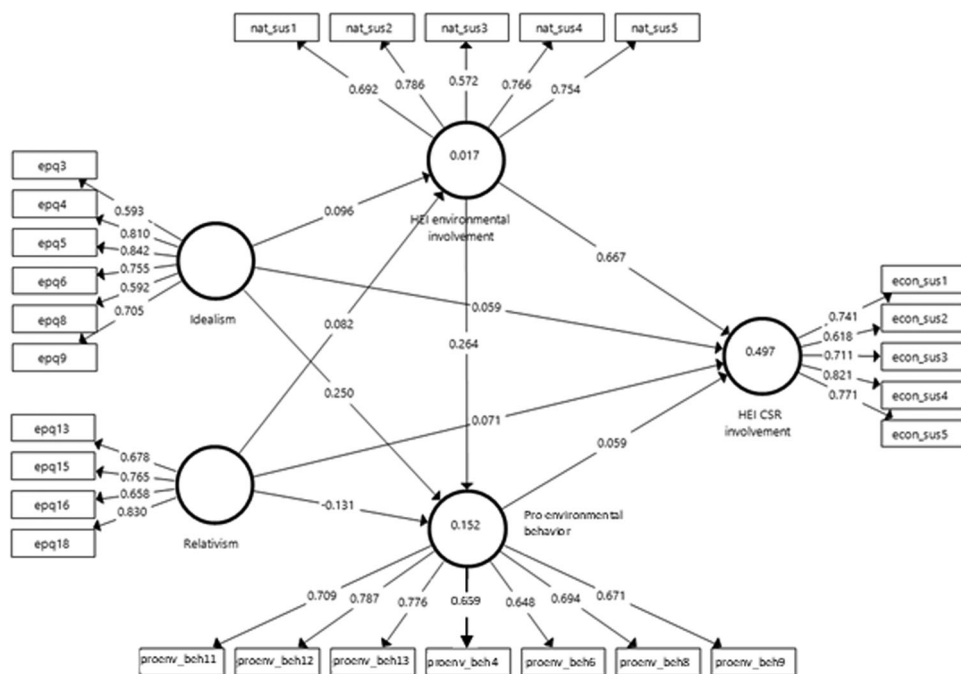 nat_sus1 nat_sus2 nat_sus3 nat_sus4 nat_sus5
0.692 0.786 0.572 0.766 0.754
0.017
HEI environmental
involvement
epq3
epq4
epq5
epq6
epq8
epq9
0.593
0.810
0.842
0.755
0.592
0.705
Idealism
0.096
0.082
0.059
0.264
0.250
0.667
0.071
-0.131
0.059
epq13
epq15
epq16
epq18
0.678
0.765
0.658
0.830
Relativism
0.497
HEI CSR
involvement
0.741
0.618
0.711
0.821
0.771
econ_sus1
econ_sus2
econ_sus3
econ_sus4
econ_sus5
0.152
Pro environmental
behavior
0.709 0.787 0.776 0.659 0.648 0.694 0.671
proenv_beh11 proenv_beh12 proenv_beh13 proenv_beh4 proenv_beh6 proenv_beh8 proenv_beh9